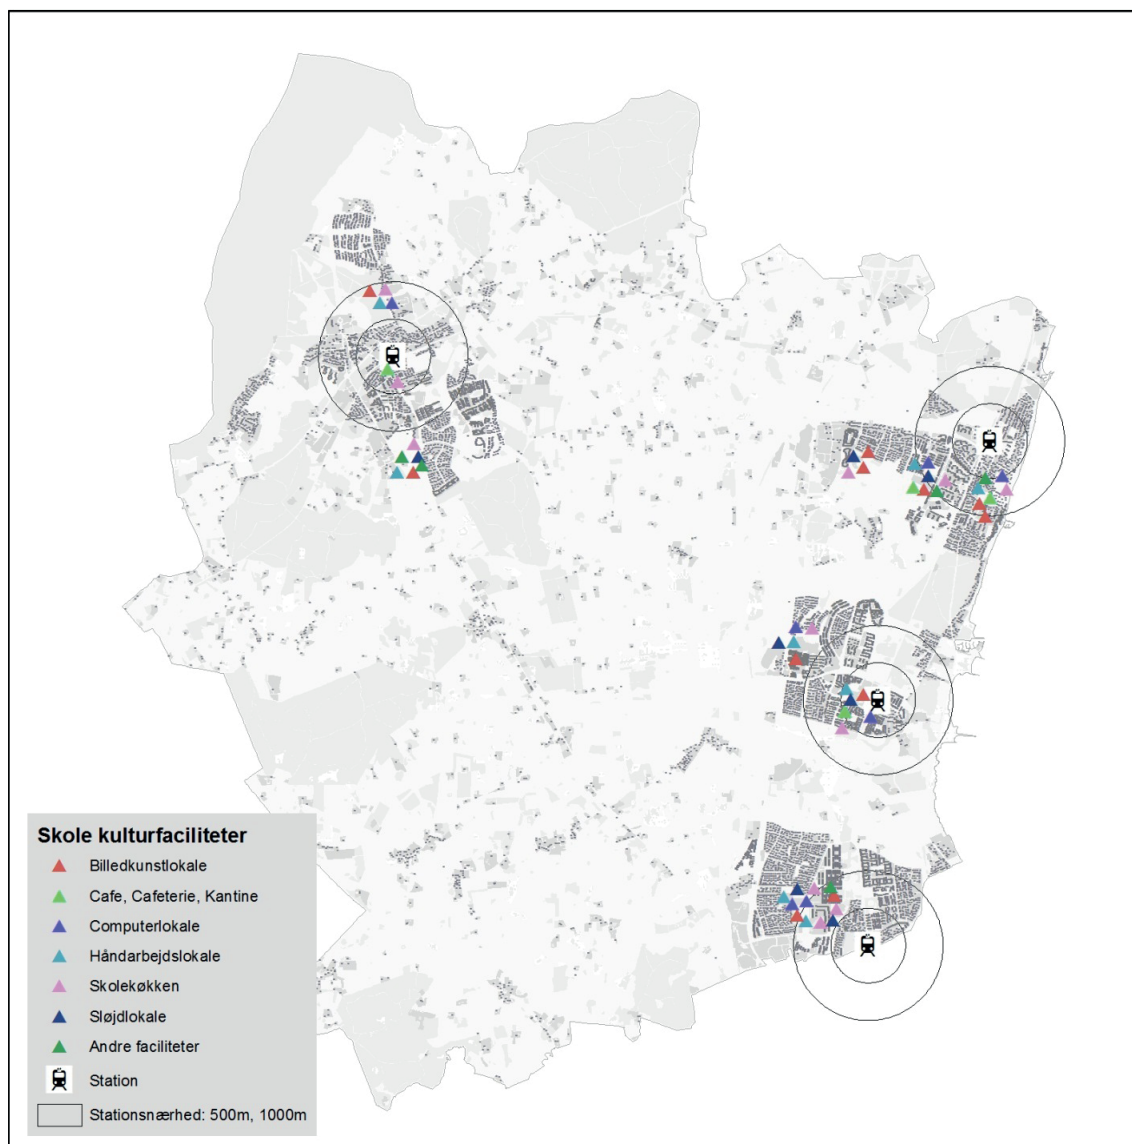 Skole kulturfaciliteter
Billedkunstlokale
Cafe, Cafeterie, Kantine
Computerlokale
Håndarbejdslokale
Skolekøkken
Sløjdlokale
Andre faciliteter
Station
Stationsnærhed: 500m, 1000m